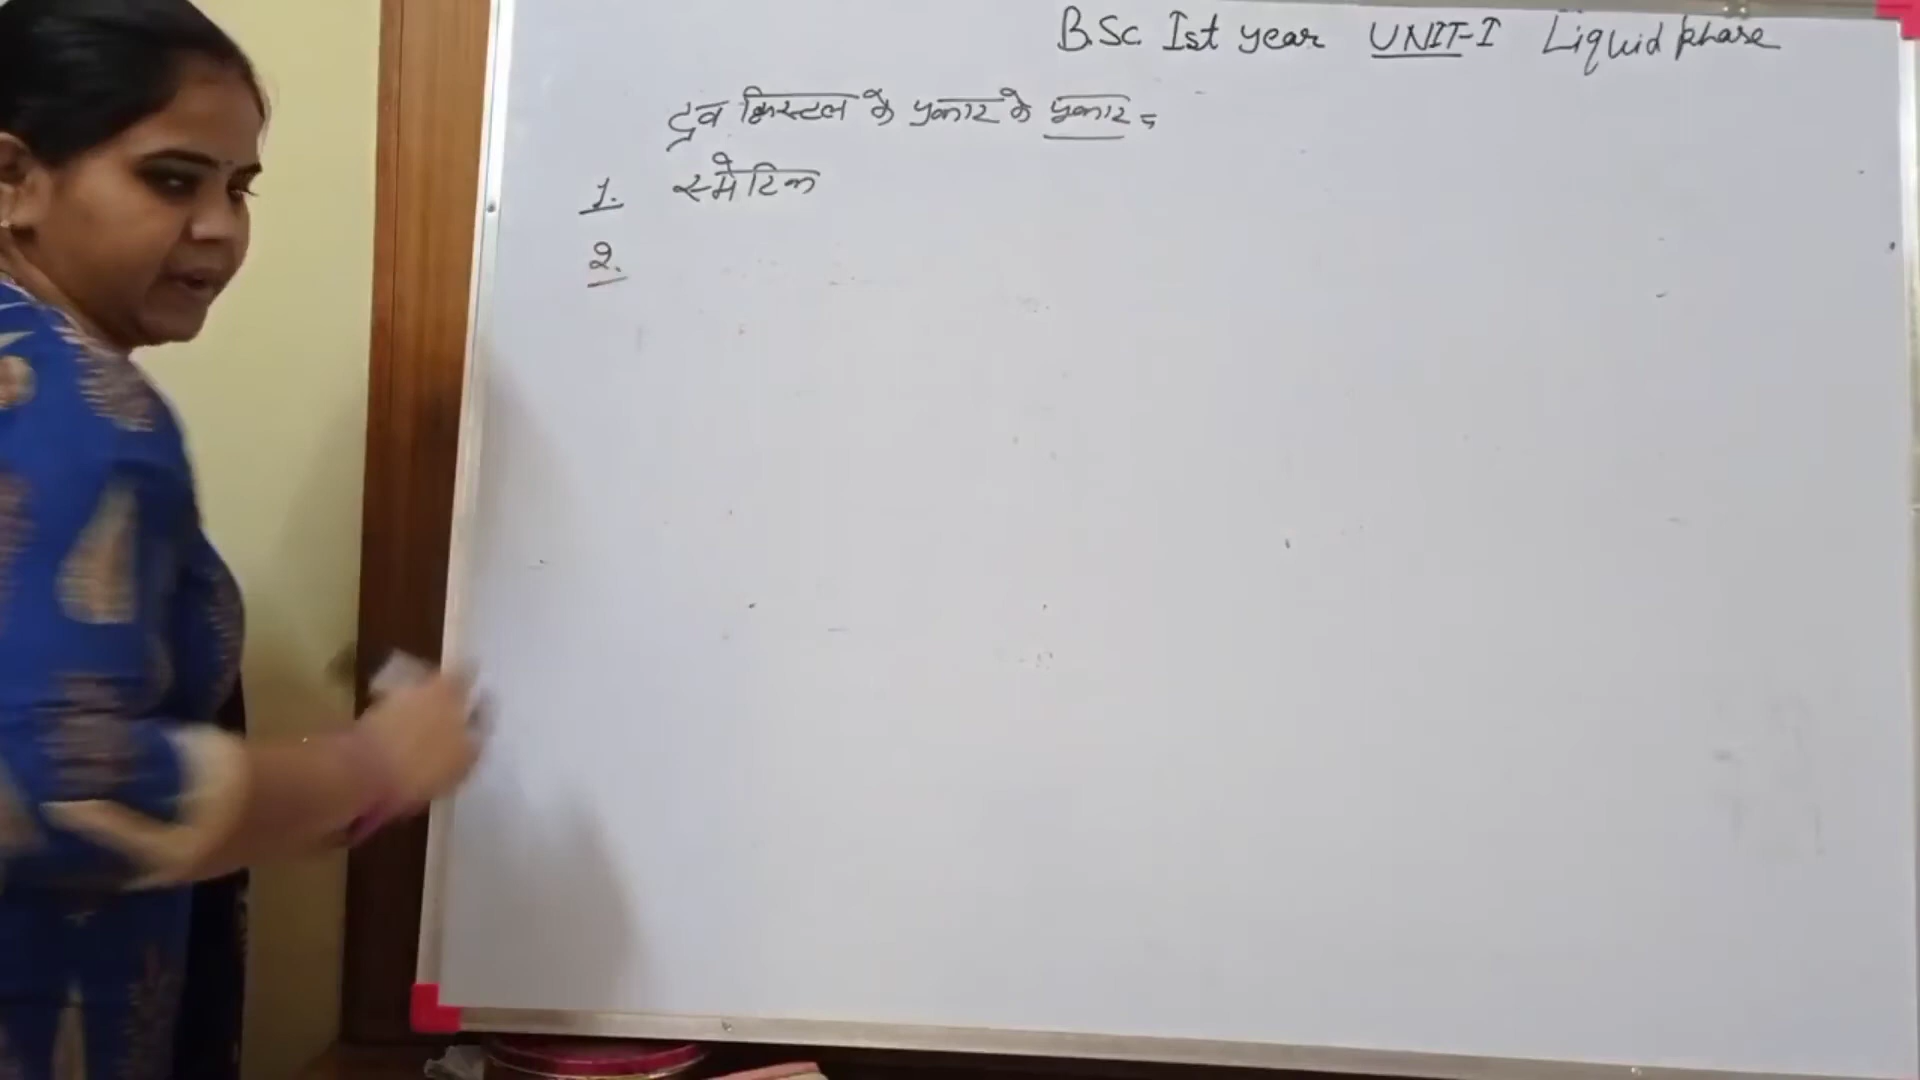 B.Sc. Ist year UNIT-I Liquid phase
द्रव क्रिस्टल के प्रकार के प्रकार
1. स्मेटिक
2.